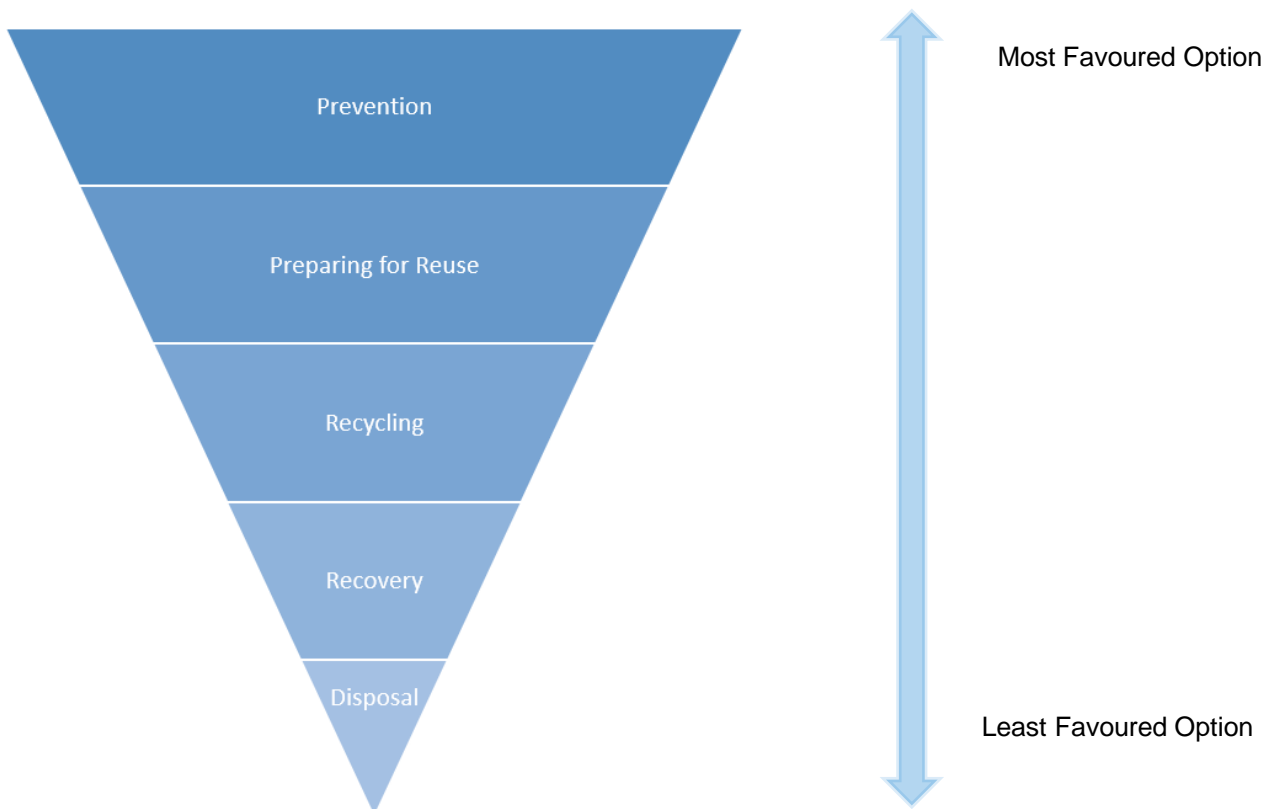 Most Favoured Option
Prevention
Preparing for Reuse
Recycling
Recovery
Disposal
Least Favoured Option